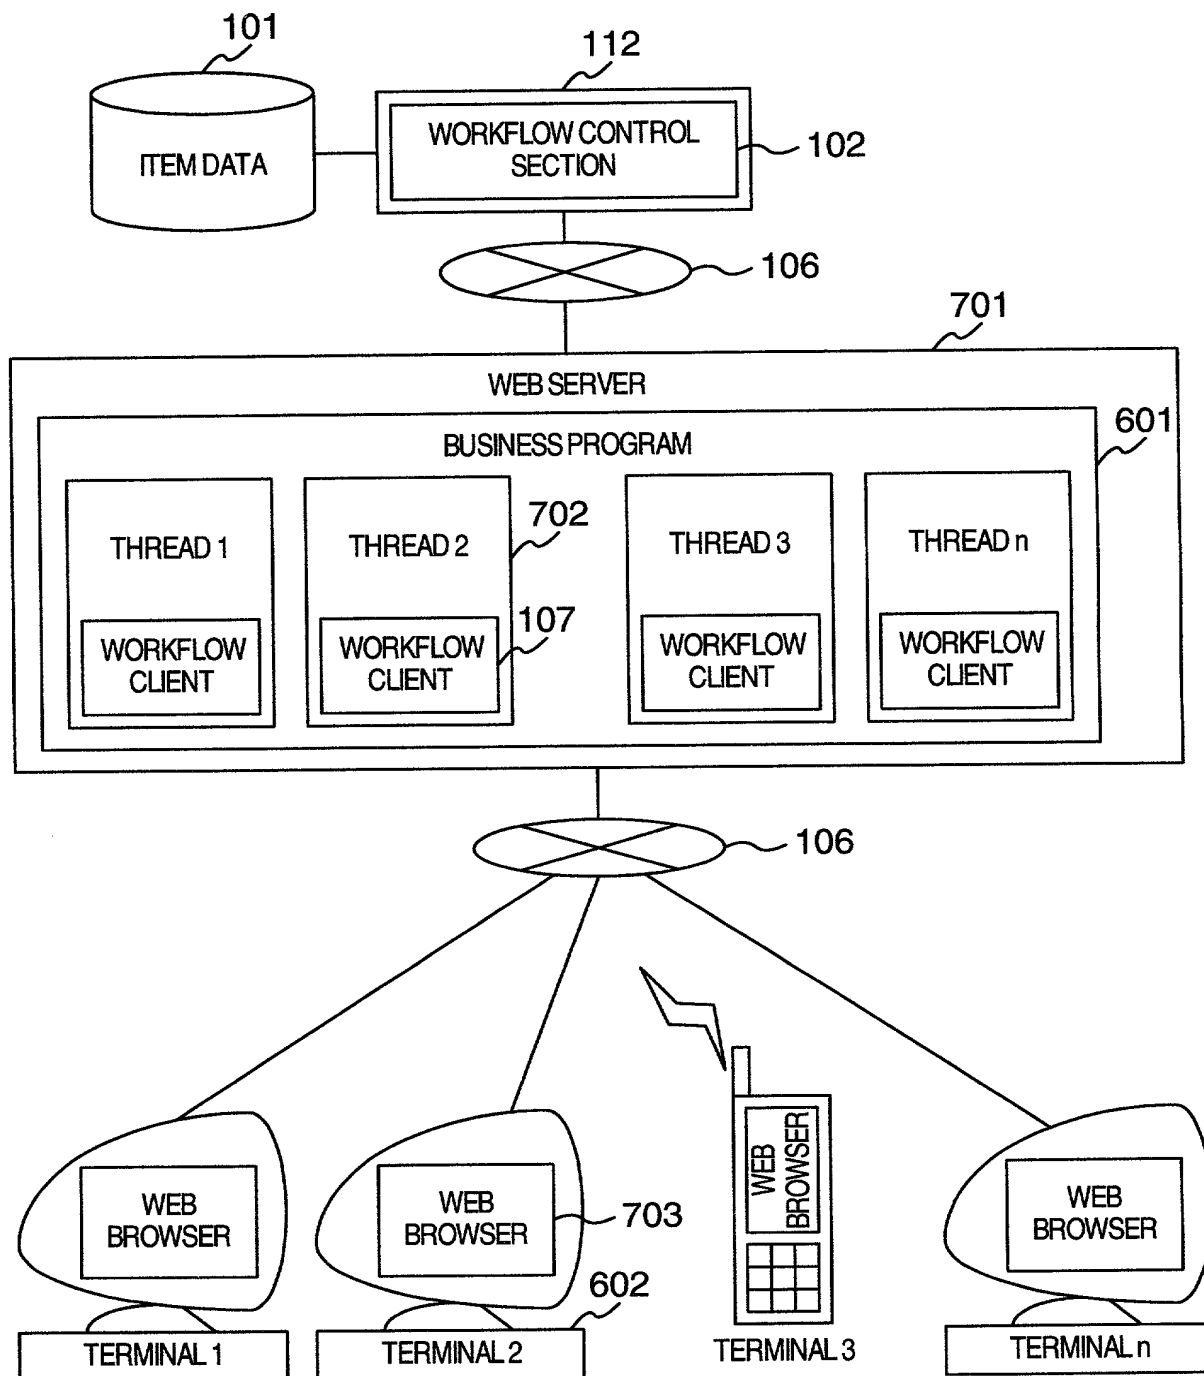 101
112
ITEM DATA
WORKFLOW CONTROL
SECTION
102
106
701
WEB SERVER
BUSINESS PROGRAM
601
THREAD 1
THREAD 2
702
THREAD 3
THREAD n
WORKFLOW
CLIENT
WORKFLOW
CLIENT
107
WORKFLOW
CLIENT
WORKFLOW
CLIENT
106
WEB
BROWSER
WEB
BROWSER
703
WEB
BROWSER
WEB
BROWSER
602
TERMINAL 1
TERMINAL 2
TERMINAL 3
TERMINAL n